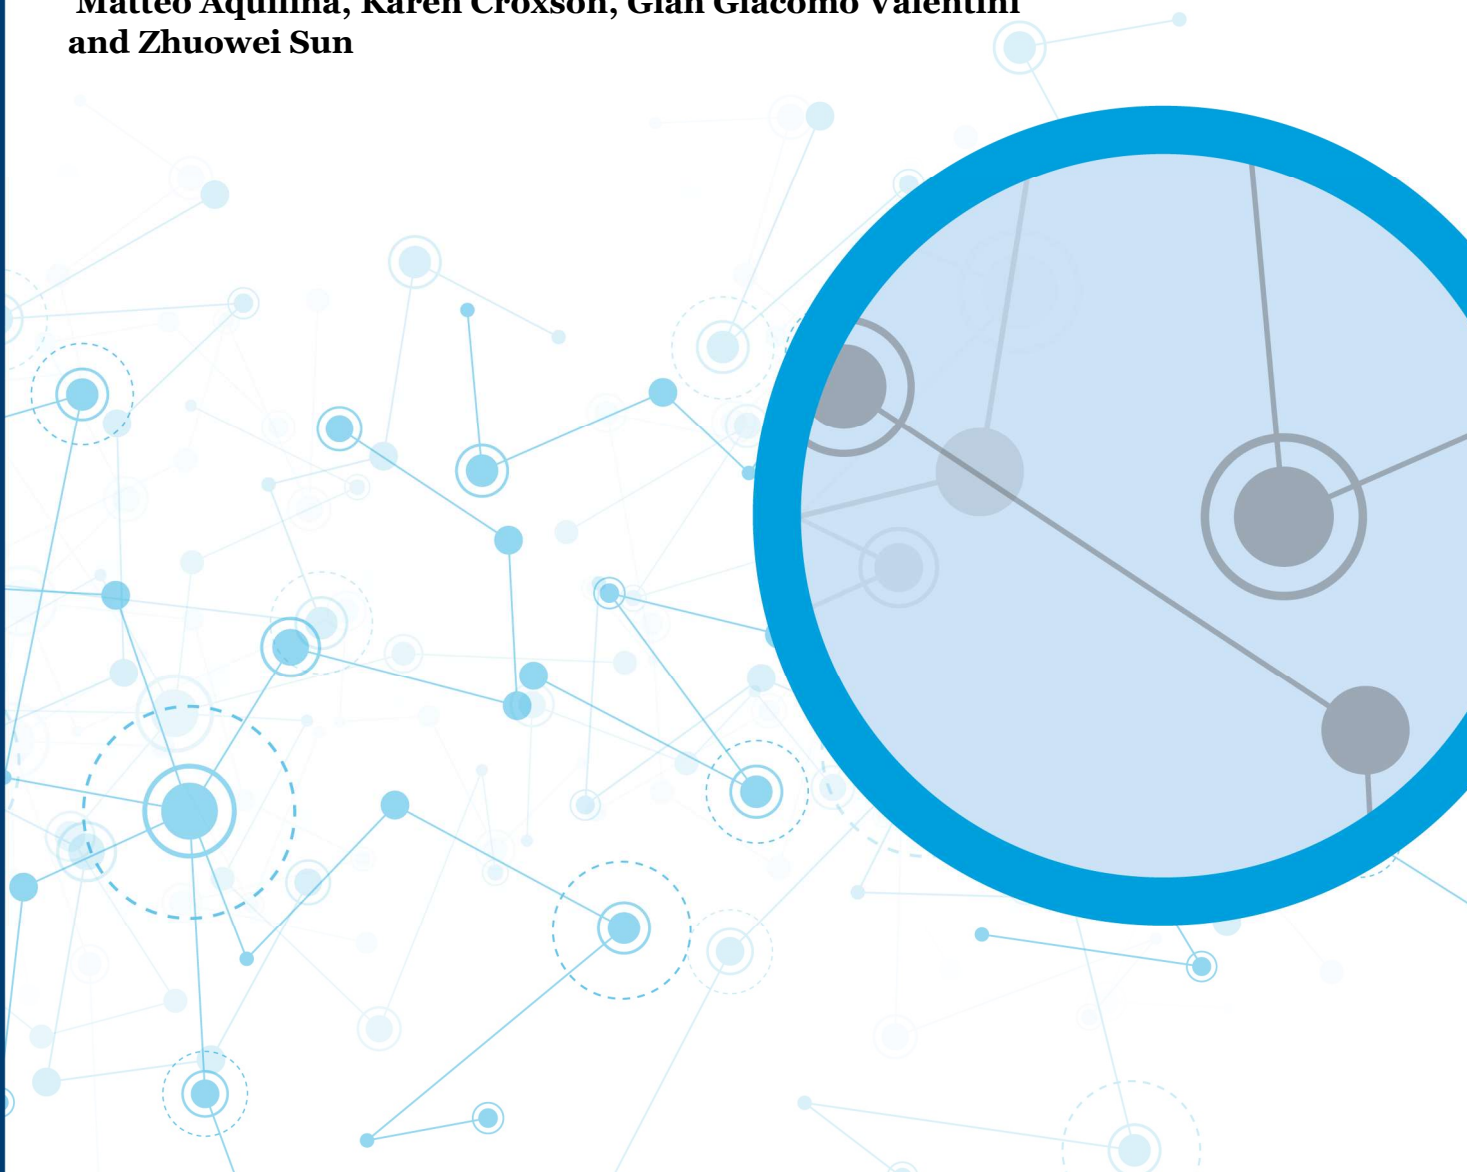 Matteo Aquilina, Karen Croxson, Gian Giacomo Valentini
and Zhuowei Sun